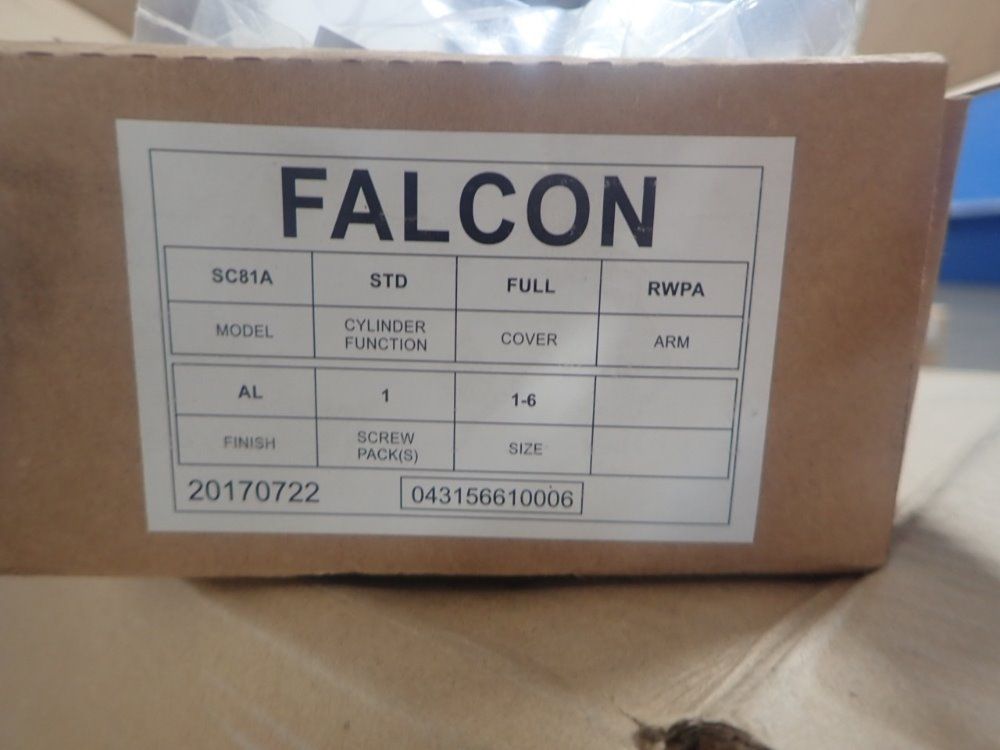 FALCON
SC81A STD FULL RWPA
MODEL CYLINDER FUNCTION COVER ARM
AL 1 1-6
FINISH SCREW PACK(S) SIZE
20170722 043156610006